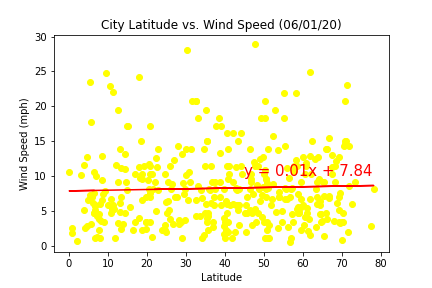 City Latitude vs. Wind Speed (06/01/20)
30
25
20
15
10
5
0
Wind Speed (mph)
y = 0.01x + 7.84
0 10 20 30 40 50 60 70 80
Latitude